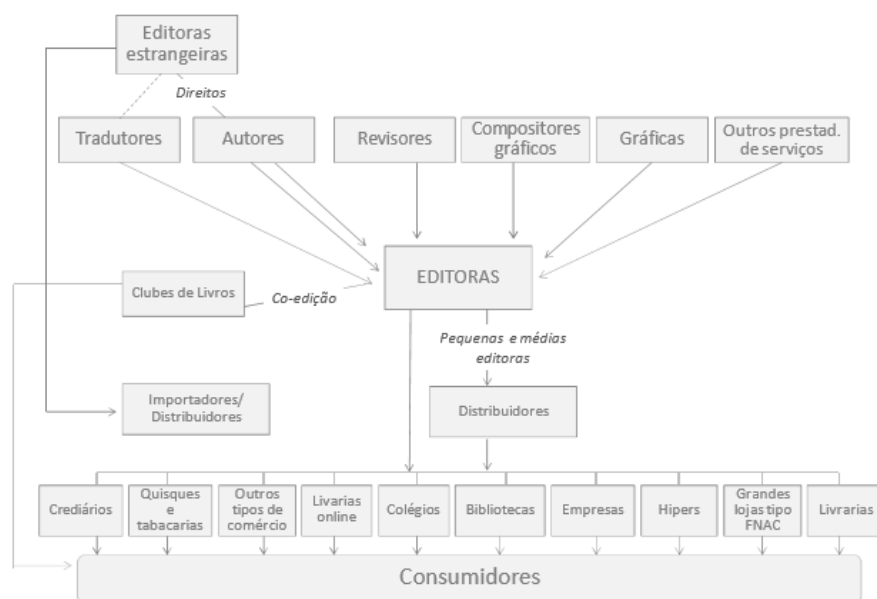 Editoras
estrangeiras
Direitos
Tradutores
Autores
Revisores
Compositores
gráficos
Gráficas
Outros prestad.
de serviços
EDITORAS
Clubes de Livros
Co-edição
Pequenas e médias
editoras
Importadores/
Distribuidores
Distribuidores
Crediários
Quisques
e
tabacarias
Outros
tipos de
comércio
Livarias
online
Colégios
Bibliotecas
Empresas
Hipers
Grandes
lojas tipo
FNAC
Livrarias
Consumidores